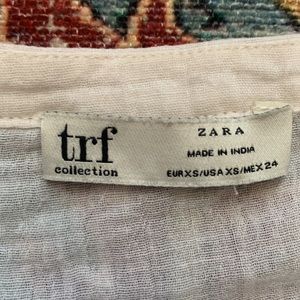 trf
collection
ZARA
MADE IN INDIA
EUR XS/USA XS/MEX 24